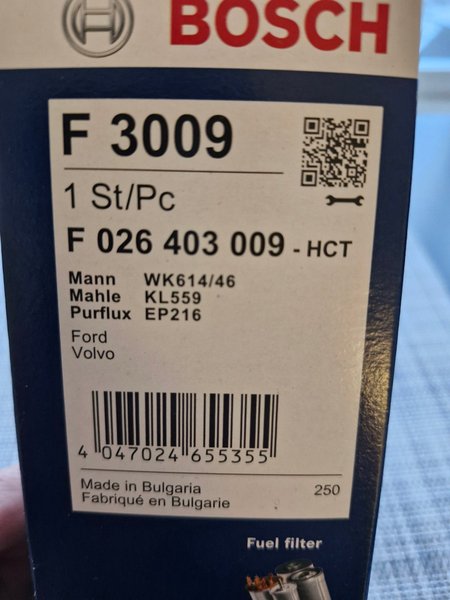 BOSCH
F 3009
1 St/Pc
F 026 403 009 - HCT
Mann WK614/46
Mahle KL559
Purflux EP216
Ford
Volvo
4 047024 655355
Made in Bulgaria 250
Fabriqué en Bulgarie
Fuel filter